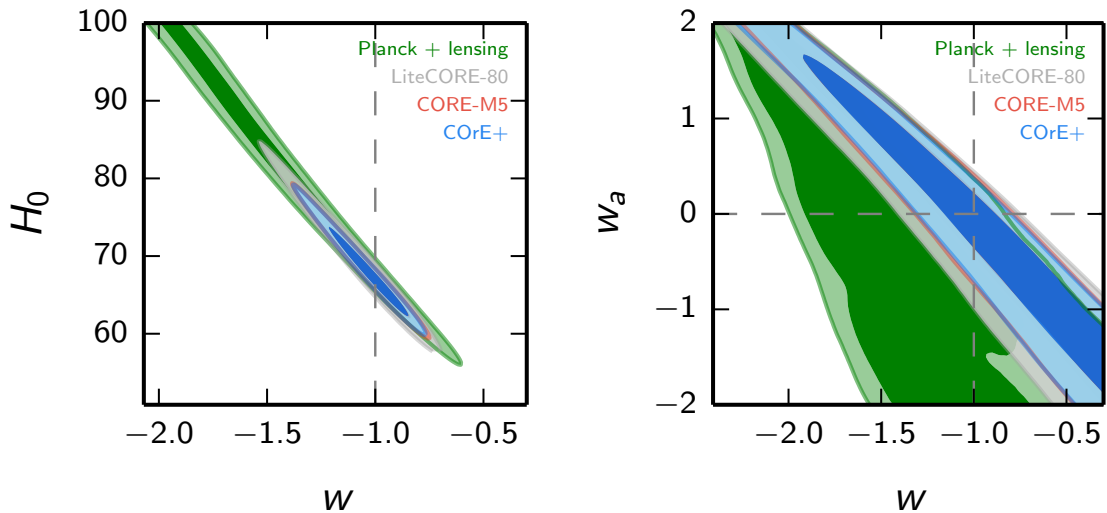 100
90
80
70
60
H₀
−2.0 −1.5 −1.0 −0.5
w
Planck + lensing
LiteCORE-80
CORE-M5
COrE+
2
1
0
−1
−2
wₐ
−2.0 −1.5 −1.0 −0.5
w
Planck + lensing
LiteCORE-80
CORE-M5
COrE+